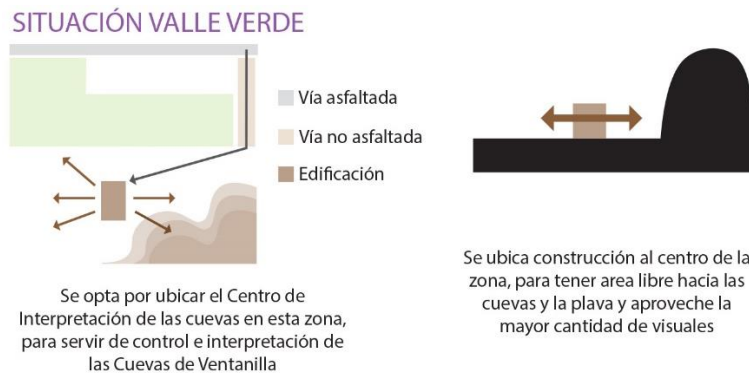 SITUACIÓN VALLE VERDE
Vía asfaltada
Vía no asfaltada
Edificación
Se opta por ubicar el Centro de
Interpretación de las cuevas en esta zona,
para servir de control e interpretación de
las Cuevas de Ventanilla
Se ubica construcción al centro de la
zona, para tener area libre hacia las
cuevas y la plava y aproveche la
mayor cantidad de visuales